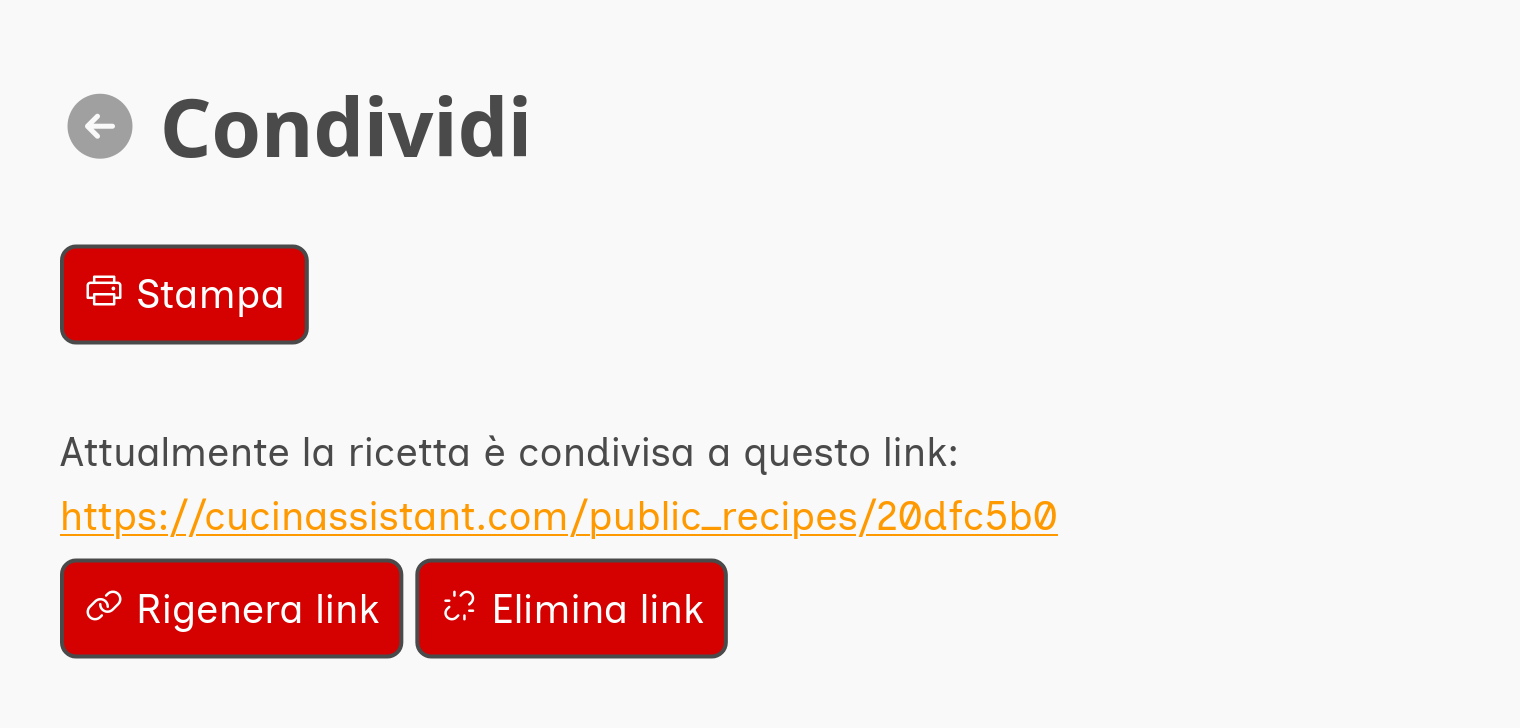 Condividi
Stampa
Attualmente la ricetta è condivisa a questo link:
https://cucinassistant.com/public_recipes/20dfc5b0
Rigenera link
Elimina link